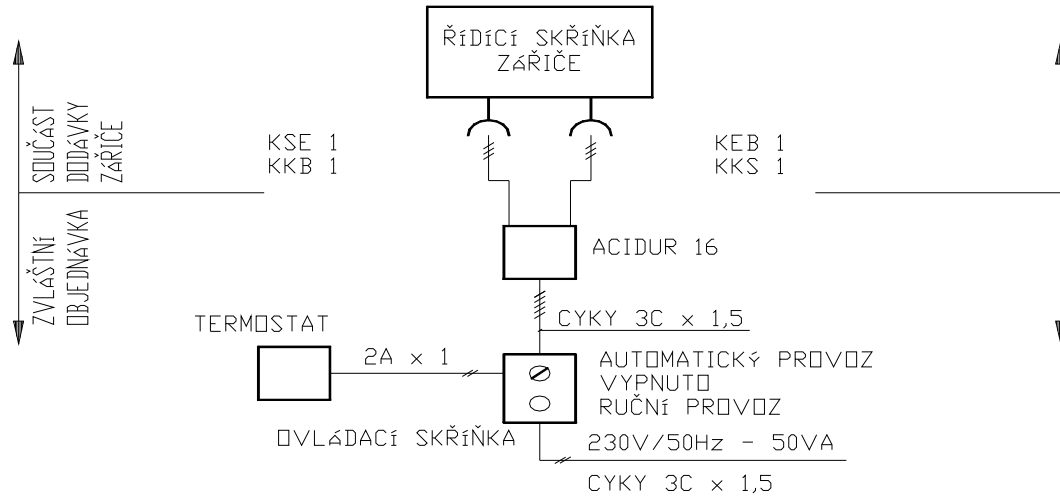 ŘÍDÍCÍ SKŘÍŇKA
ZÁŘIČE
SOUČÁST
DODÁVKY
ZÁŘIČE
KSE 1
KKB 1
KEB 1
KKS 1
ZVLÁŠTNÍ
OBJEDNÁVKA
ACIDUR 16
CYKY 3C x 1,5
TERMOSTAT
2A x 1
AUTOMATICKÝ PROVOZ
VYPNUTO
RUČNÍ PROVOZ
OVLÁDACÍ SKŘÍŇKA
230V/50Hz - 50VA
CYKY 3C x 1,5